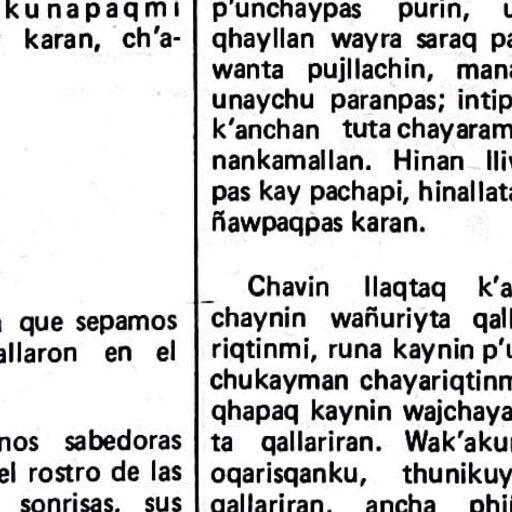 kunapaqmi
karan, ch'a-
que sepamos
allaron en el
nos sabedoras
el rostro de las
sonrisas, sus
p'unchaypas purin, u
qhayllan wayra saraq pa
wanta pujllachin, mana
unaychu paranpas; intip
k'anchan tuta chayaram
nankamallan. Hinan lliw
pas kay pachapi, hinallata
ñawpaqpas karan.
Chavin llaqtaq k'a
chaynin wañuriyta qall
riqtinmi, runa kaynin p'u
chukayman chayariqtinm
qhapaq kaynin wajchaya
ta qallariran. Wak'akun
oqarisqanku, thunikuy
qallariran, ancha phi